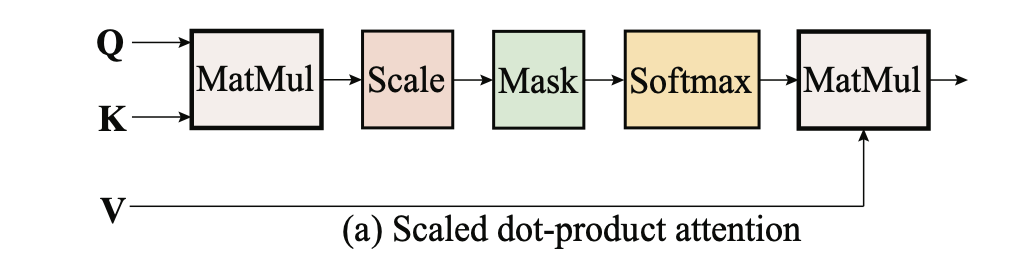 Q
K
MatMul
Scale
Mask
Softmax
MatMul
V
(a) Scaled dot-product attention